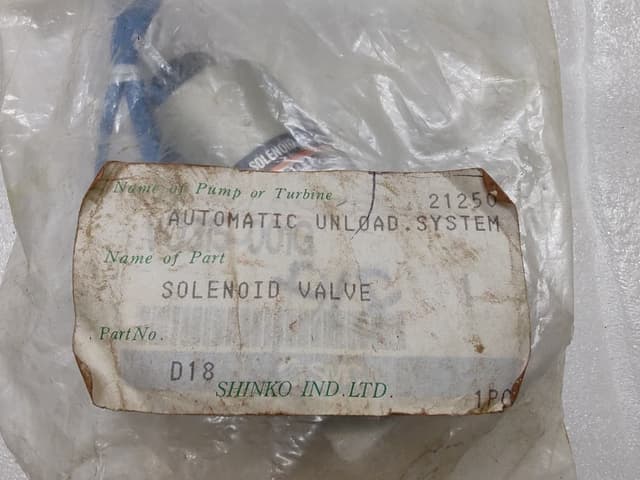 SOLENOID
Name of Pump or Turbine 21250
AUTOMATIC UNLOAD.SYSTEM
Name of Part
SOLENOID VALVE
Part No.
D18
SHINKO IND.LTD. 1PC